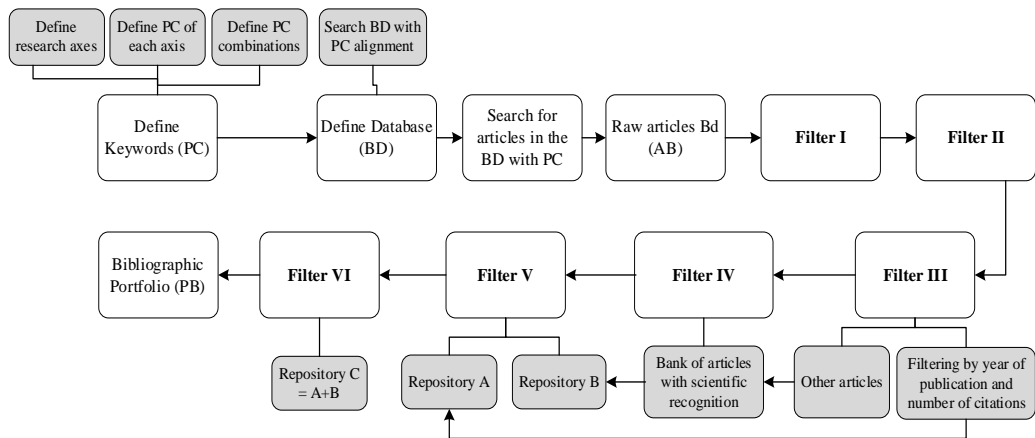 Define
research axes
Define PC of
each axis
Define PC
combinations
Search BD with
PC alignment
Define
Keywords (PC)
Define Database
(BD)
Search for
articles in the
BD with PC
Raw articles Bd
(AB)
Filter I
Filter II
Bibliographic
Portfolio (PB)
Filter VI
Filter V
Filter IV
Filter III
Repository C
= A+B
Repository A
Repository B
Bank of articles
with scientific
recognition
Other articles
Filtering by year of
publication and
number of citations